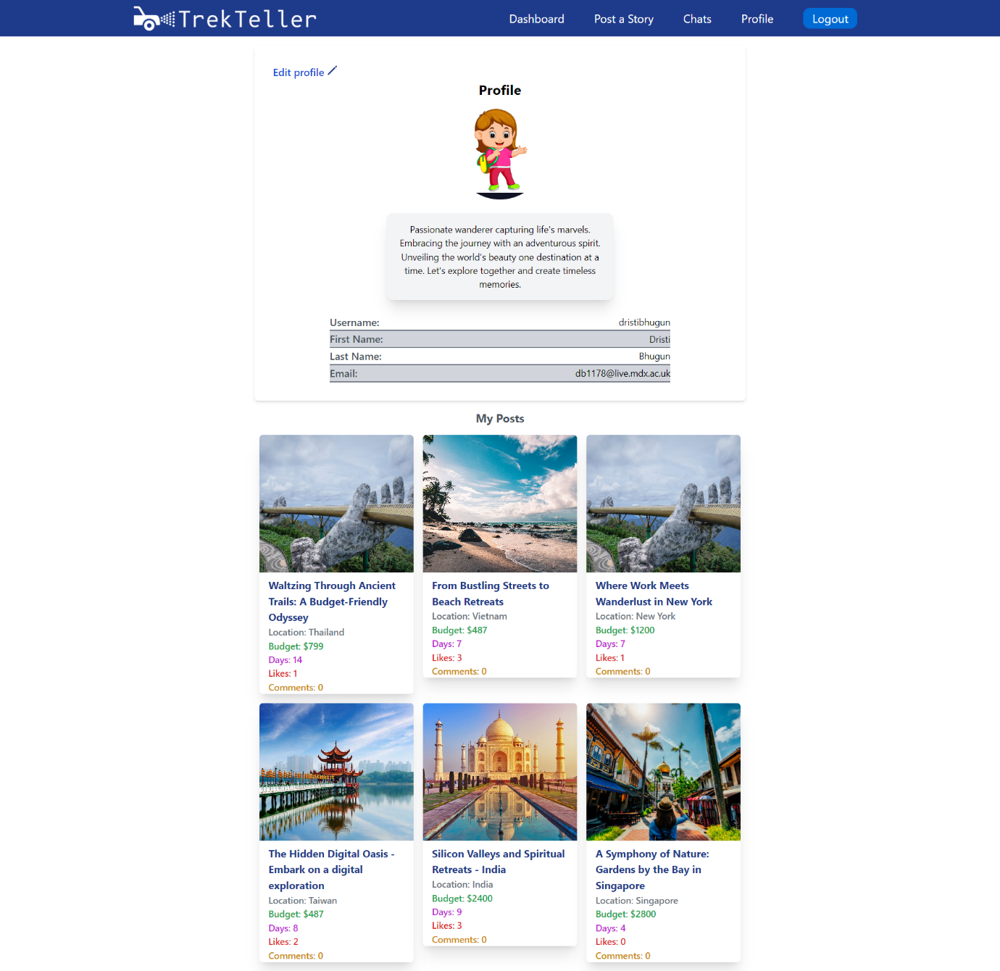 TrekTeller
Dashboard
Post a Story
Chats
Profile
Logout
Edit profile
Profile
Passionate wanderer capturing life's marvels.
Embracing the journey with an adventurous spirit.
Unveiling the world's beauty one destination at a
time. Let's explore together and create timeless
memories.
Username: dristibhugun
First Name: Dristi
Last Name: Bhugun
Email: db1178@live.mdx.ac.uk
My Posts
Waltzing Through Ancient
Trails: A Budget-Friendly
Odyssey
Location: Thailand
Budget: $799
Days: 14
Likes: 1
Comments: 0
From Bustling Streets to
Beach Retreats
Location: Vietnam
Budget: $487
Days: 7
Likes: 3
Comments: 0
Where Work Meets
Wanderlust in New York
Location: New York
Budget: $1200
Days: 7
Likes: 1
Comments: 0
The Hidden Digital Oasis -
Embark on a digital
exploration
Location: Taiwan
Budget: $487
Days: 8
Likes: 2
Comments: 0
Silicon Valleys and Spiritual
Retreats - India
Location: India
Budget: $2400
Days: 9
Likes: 3
Comments: 0
A Symphony of Nature:
Gardens by the Bay in
Singapore
Location: Singapore
Budget: $2800
Days: 4
Likes: 0
Comments: 0